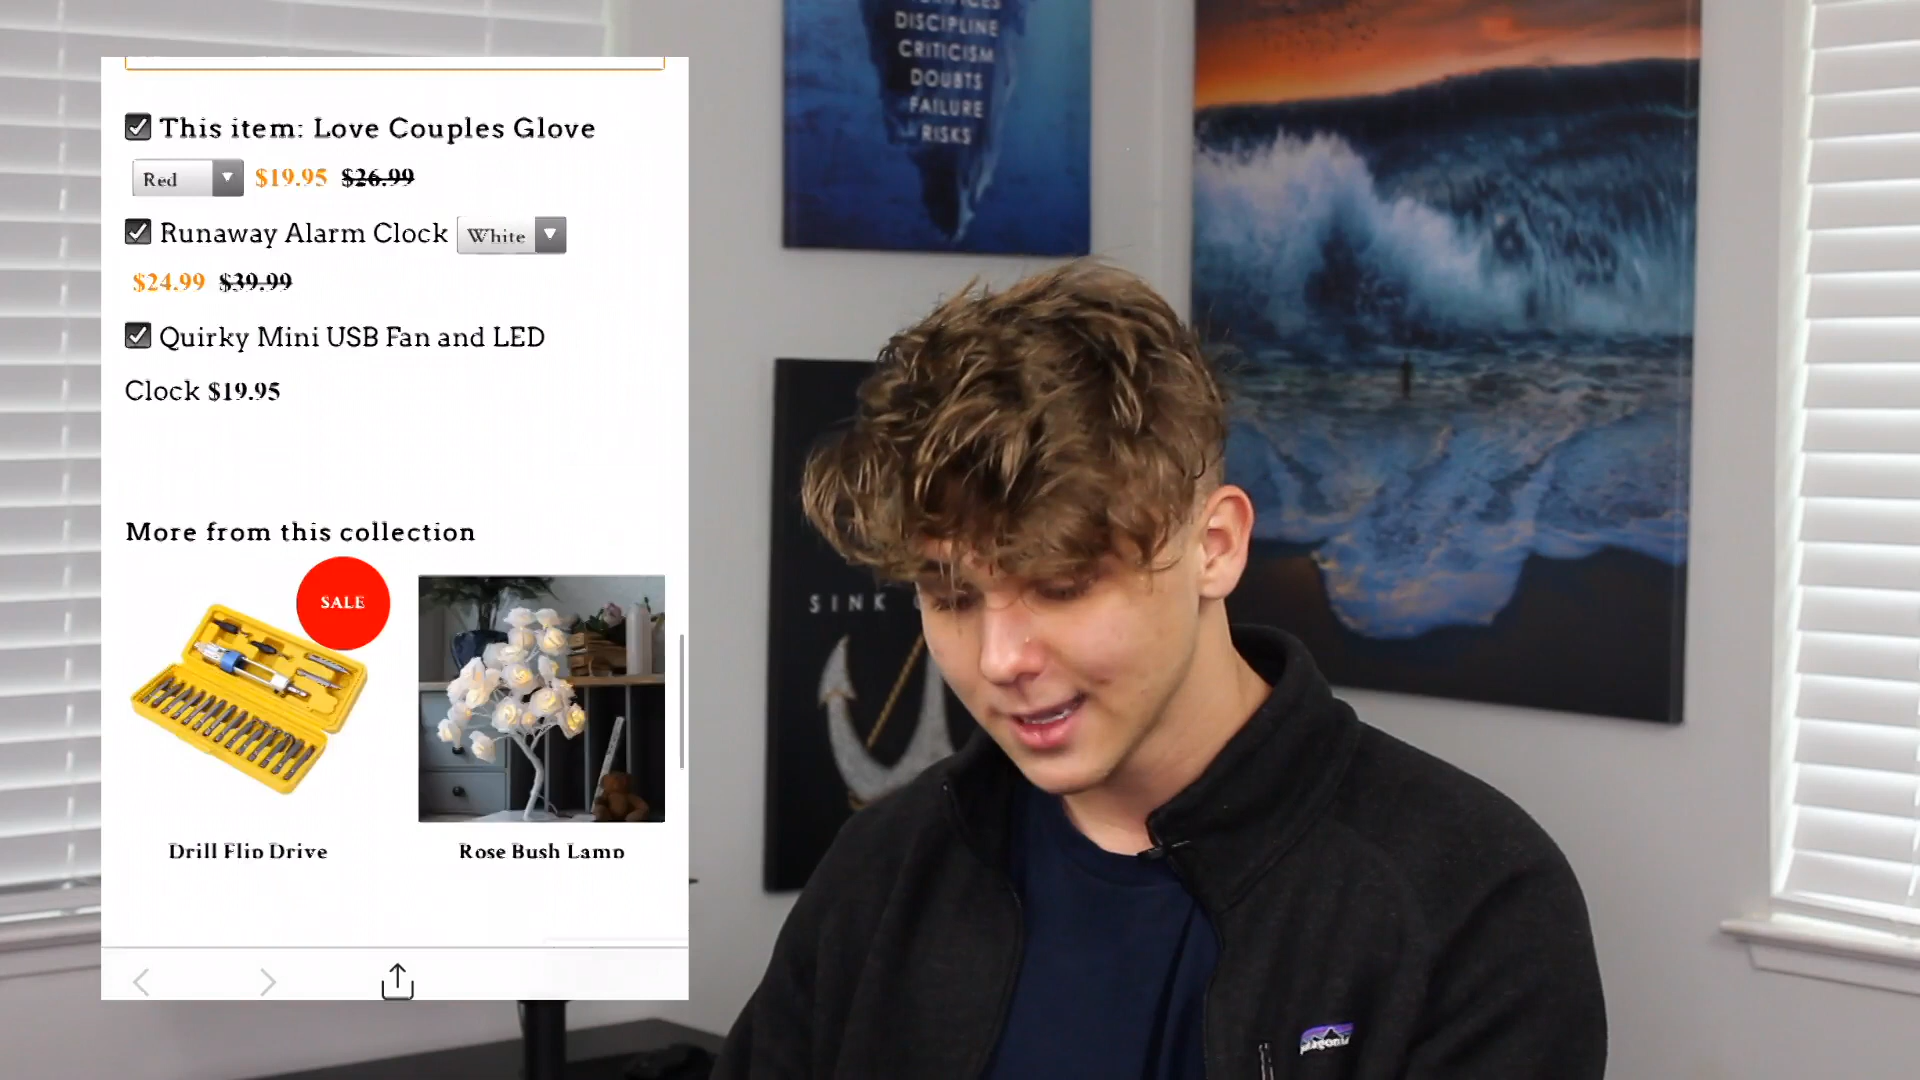 This item: Love Couples Glove
Red $19.95 $26.99
Runaway Alarm Clock White
$24.99 $39.99
Quirky Mini USB Fan and LED
Clock $19.95
More from this collection
SALE
Drill Flip Drive
Rose Bush Lamp
DISCIPLINE
CRITICISM
DOUBTS
FAILURE
RISKS
SINK
patagonia